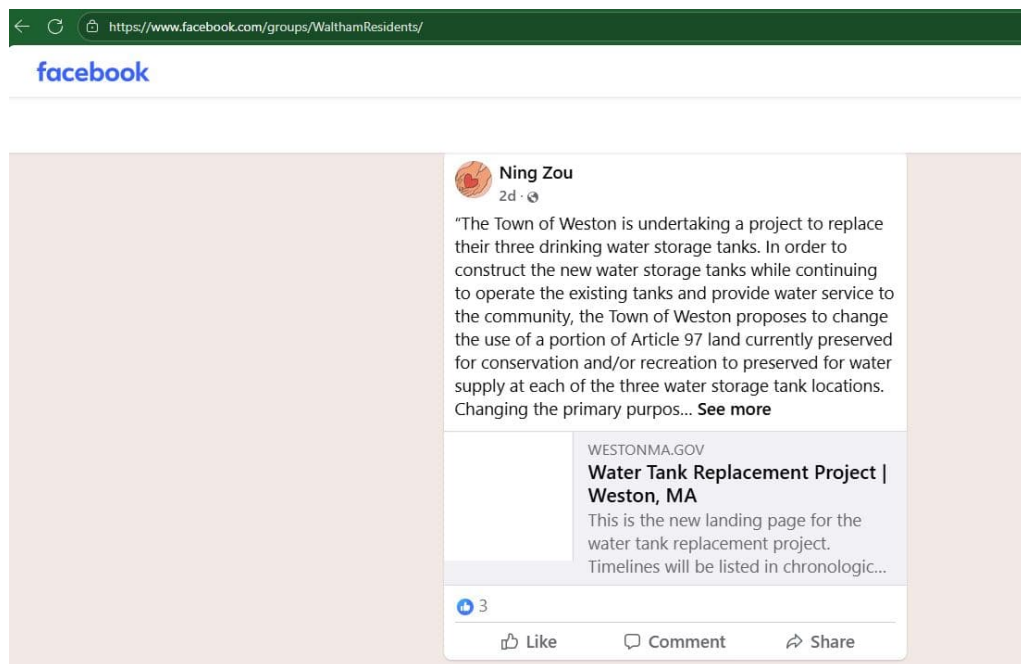 https://www.facebook.com/groups/WalthamResidents/
facebook
Ning Zou
2d ·
“The Town of Weston is undertaking a project to replace
their three drinking water storage tanks. In order to
construct the new water storage tanks while continuing
to operate the existing tanks and provide water service to
the community, the Town of Weston proposes to change
the use of a portion of Article 97 land currently preserved
for conservation and/or recreation to preserved for water
supply at each of the three water storage tank locations.
Changing the primary purpos... See more
WESTONMA.GOV
Water Tank Replacement Project |
Weston, MA
This is the new landing page for the
water tank replacement project.
Timelines will be listed in chronologic...
3
Like Comment Share